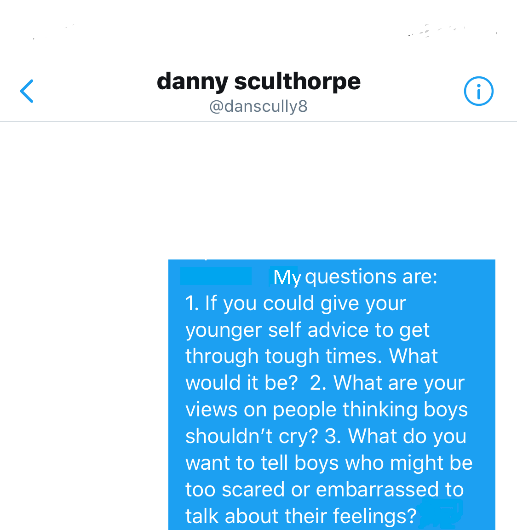 danny sculthorpe
@danscully8
My questions are:
1. If you could give your
younger self advice to get
through tough times. What
would it be?  2. What are your
views on people thinking boys
shouldn't cry? 3. What do you
want to tell boys who might be
too scared or embarrassed to
talk about their feelings?